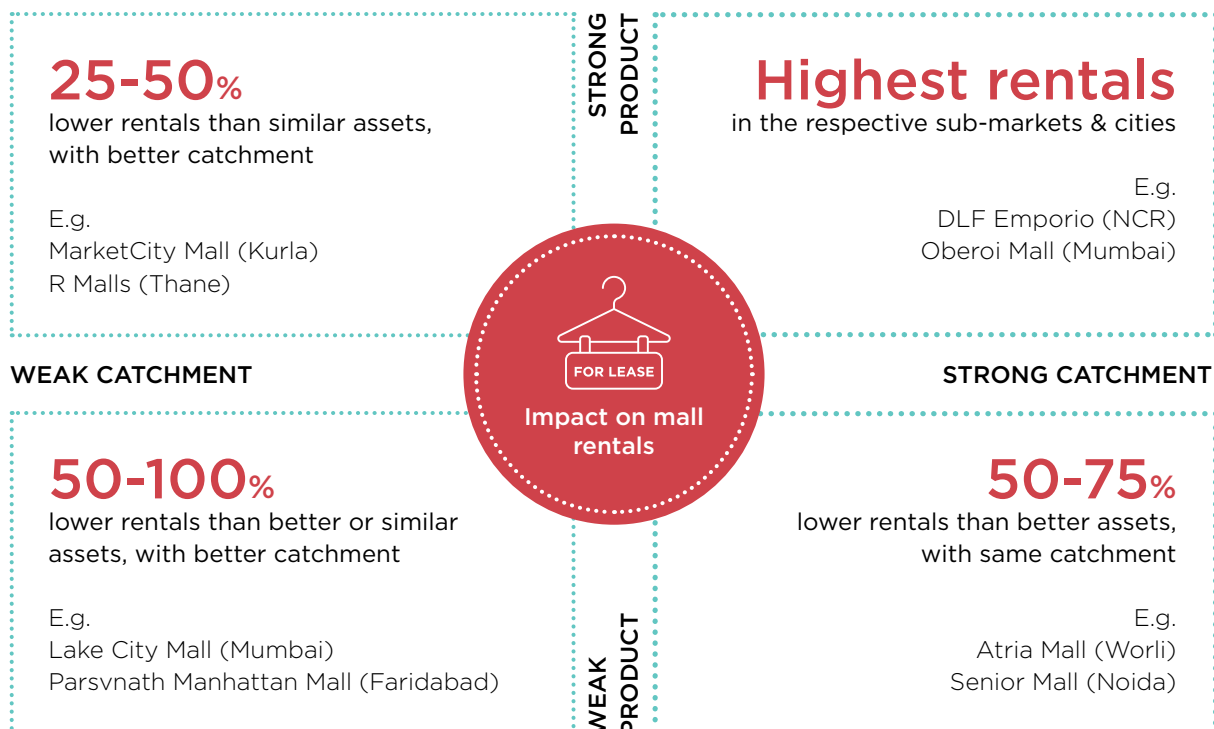 STRONG
PRODUCT
25-50%
lower rentals than similar assets,
with better catchment
E.g.
MarketCity Mall (Kurla)
R Malls (Thane)
Highest rentals
in the respective sub-markets & cities
E.g.
DLF Emporio (NCR)
Oberoi Mall (Mumbai)
WEAK CATCHMENT
FOR LEASE
Impact on mall
rentals
STRONG CATCHMENT
50-100%
lower rentals than better or similar
assets, with better catchment
E.g.
Lake City Mall (Mumbai)
Parsvnath Manhattan Mall (Faridabad)
50-75%
lower rentals than better assets,
with same catchment
E.g.
Atria Mall (Worli)
Senior Mall (Noida)
WEAK
PRODUCT